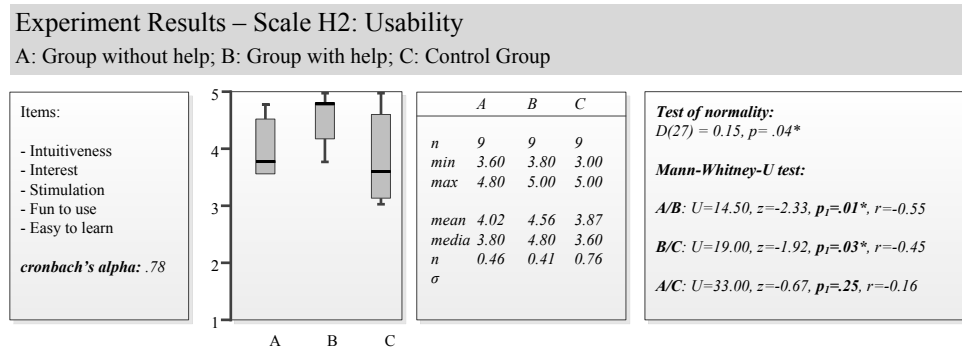 Experiment Results – Scale H2: Usability
A: Group without help; B: Group with help; C: Control Group
Items:
- Intuitiveness
- Interest
- Stimulation
- Fun to use
- Easy to learn
cronbach's alpha: .78
5
4
3
2
1
A B C
A B C
n 9 9 9
min 3.60 3.80 3.00
max 4.80 5.00 5.00
mean 4.02 4.56 3.87
media 3.80 4.80 3.60
n 0.46 0.41 0.76
σ
Test of normality:
D(27) = 0.15, p= .04*
Mann-Whitney-U test:
A/B: U=14.50, z=-2.33, p₁=.01*, r=-0.55
B/C: U=19.00, z=-1.92, p₁=.03*, r=-0.45
A/C: U=33.00, z=-0.67, p₁=.25, r=-0.16